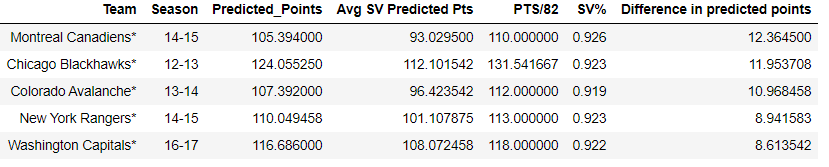 Team Season Predicted_Points Avg SV Predicted Pts PTS/82 SV% Difference in predicted points
Montreal Canadiens* 14-15 105.394000 93.029500 110.000000 0.926 12.364500
Chicago Blackhawks* 12-13 124.055250 112.101542 131.541667 0.923 11.953708
Colorado Avalanche* 13-14 107.392000 96.423542 112.000000 0.919 10.968458
New York Rangers* 14-15 110.049458 101.107875 113.000000 0.923 8.941583
Washington Capitals* 16-17 116.686000 108.072458 118.000000 0.922 8.613542